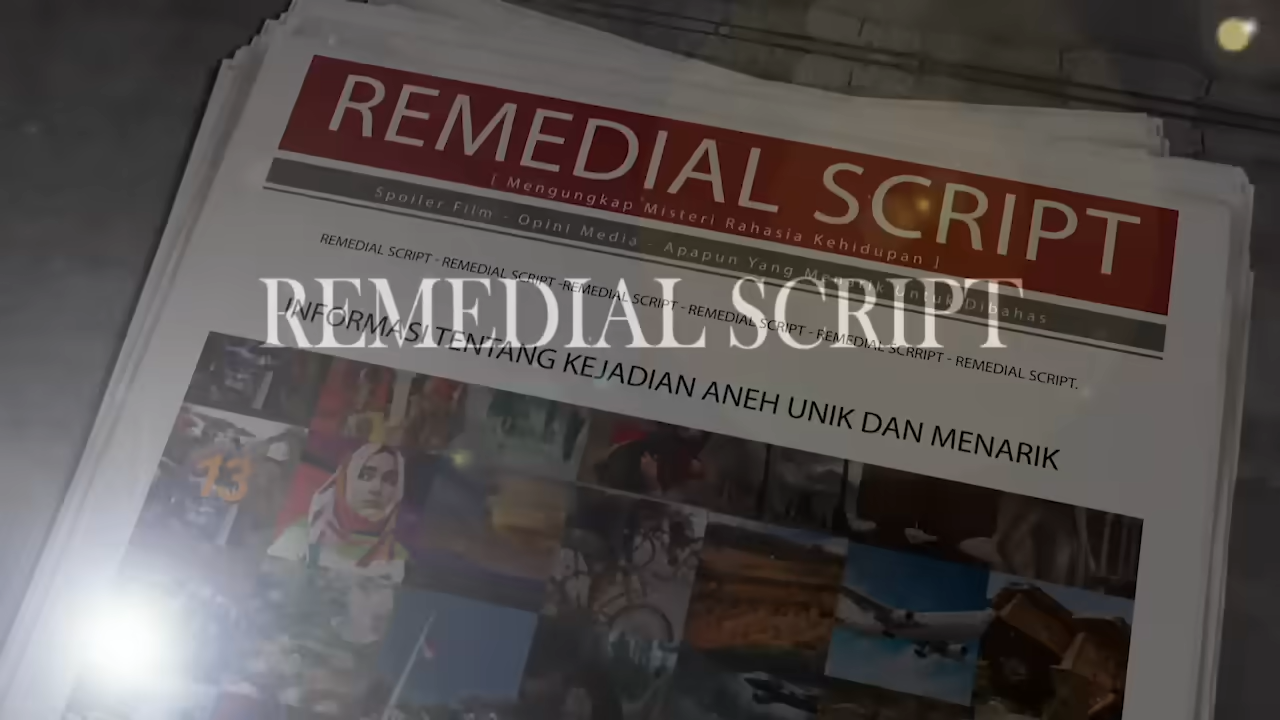 REMEDIAL SCRIPT
[ Mengungkap Misteri Rahasia Kehidupan ]
Spoiler Film - Opini Media - Apapun Yang Menarik Untuk Dibahas
REMEDIAL SCRIPT - REMEDIAL SCRIPT -REMEDIAL SCRIPT - REMEDIAL SCRIPT - REMEDIAL SCRRIPT - REMEDIAL SCRIPT.
REMEDIAL SCRIPT
INFORMASI TENTANG KEJADIAN ANEH UNIK DAN MENARIK
13